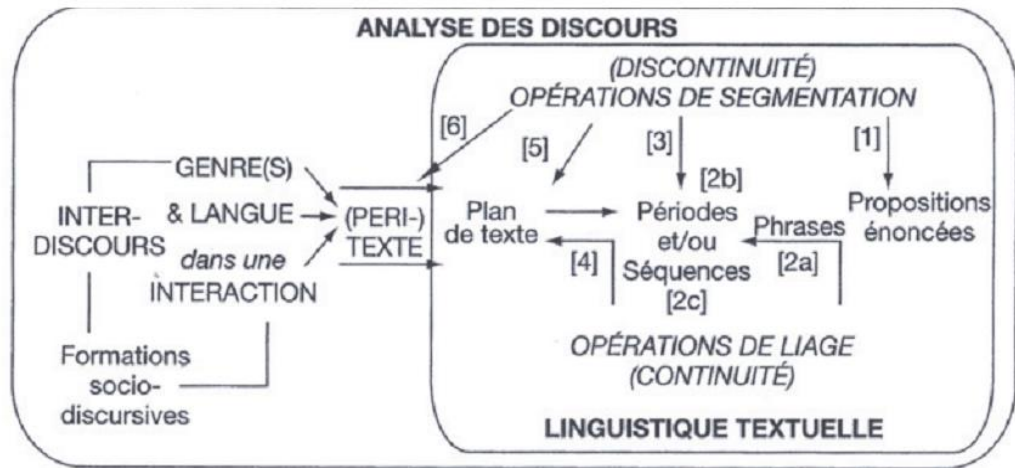 ANALYSE DES DISCOURS
(DISCONTINUITÉ)
OPÉRATIONS DE SEGMENTATION
[6]
[5]
[3]
[1]
GENRE(S)
INTER-
DISCOURS
& LANGUE
dans une
INTERACTION
Formations
socio-
discursives
(PERI-)
TEXTE
Plan
de texte
[4]
[2b]
Périodes
et/ou
Séquences
[2c]
Phrases
[2a]
Propositions
énoncées
OPÉRATIONS DE LIAGE
(CONTINUITÉ)
LINGUISTIQUE TEXTUELLE